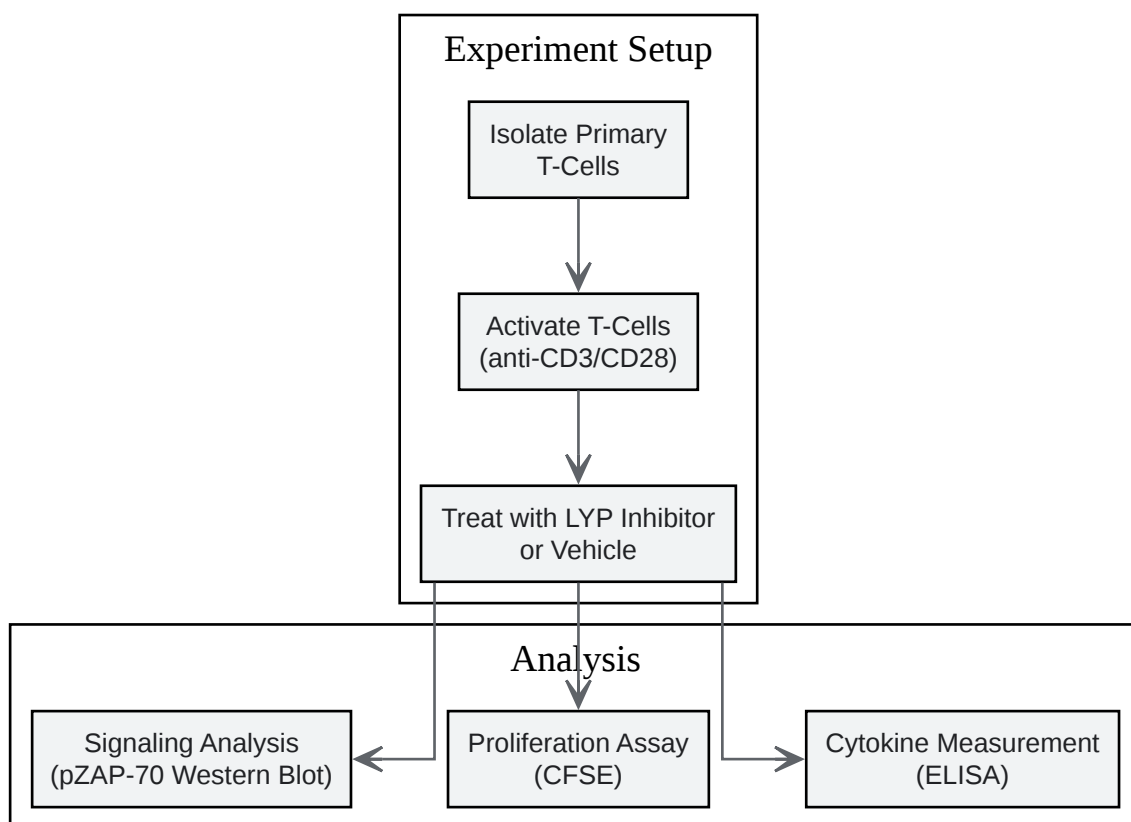 Experiment Setup
Isolate Primary
T-Cells
Activate T-Cells
(anti-CD3/CD28)
Treat with LYP Inhibitor
or Vehicle
Analysis
Signaling Analysis
(pZAP-70 Western Blot)
Proliferation Assay
(CFSE)
Cytokine Measurement
(ELISA)